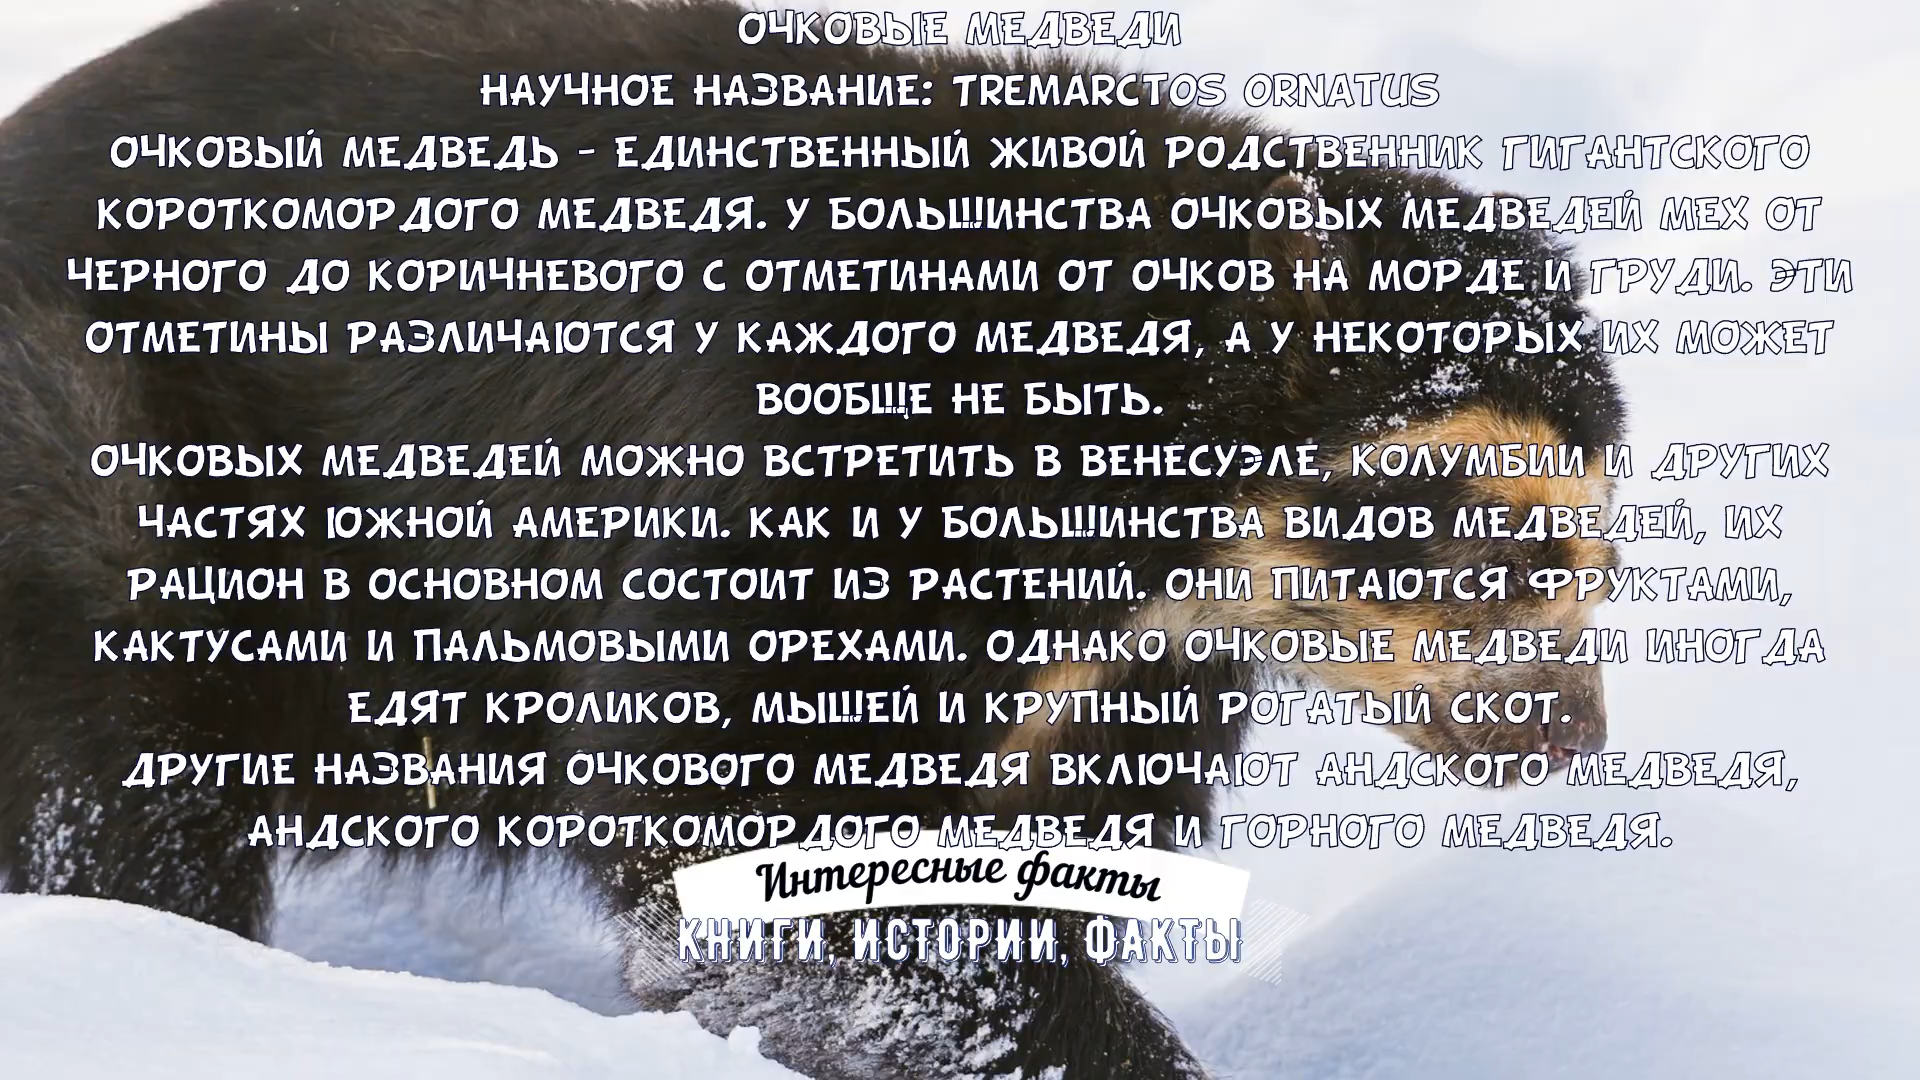 ОЧКОВЫЕ МЕДВЕДИ
НАУЧНОЕ НАЗВАНИЕ: TREMARCTOS ORNATUS
ОЧКОВЫЙ МЕДВЕДЬ - ЕДИНСТВЕННЫЙ ЖИВОЙ РОДСТВЕННИК ГИГАНТСКОГО
КОРОТКОМОРДОГО МЕДВЕДЯ. У БОЛЬШИНСТВА ОЧКОВЫХ МЕДВЕДЕЙ МЕХ ОТ
ЧЕРНОГО ДО КОРИЧНЕВОГО С ОТМЕТИНАМИ ОТ ОЧКОВ НА МОРДЕ И ГРУДИ. ЭТИ
ОТМЕТИНЫ РАЗЛИЧАЮТСЯ У КАЖДОГО МЕДВЕДЯ, А У НЕКОТОРЫХ ИХ МОЖЕТ
ВООБЩЕ НЕ БЫТЬ.
ОЧКОВЫХ МЕДВЕДЕЙ МОЖНО ВСТРЕТИТЬ В ВЕНЕСУЭЛЕ, КОЛУМБИИ И ДРУГИХ
ЧАСТЯХ ЮЖНОЙ АМЕРИКИ. КАК И У БОЛЬШИНСТВА ВИДОВ МЕДВЕДЕЙ, ИХ
РАЦИОН В ОСНОВНОМ СОСТОИТ ИЗ РАСТЕНИЙ. ОНИ ПИТАЮТСЯ ФРУКТАМИ,
КАКТУСАМИ И ПАЛЬМОВЫМИ ОРЕХАМИ. ОДНАКО ОЧКОВЫЕ МЕДВЕДИ ИНОГДА
ЕДЯТ КРОЛИКОВ, МЫШЕЙ И КРУПНЫЙ РОГАТЫЙ СКОТ.
ДРУГИЕ НАЗВАНИЯ ОЧКОВОГО МЕДВЕДЯ ВКЛЮЧАЮТ АНДСКОГО МЕДВЕДЯ,
АНДСКОГО КОРОТКОМОРДОГО МЕДВЕДЯ И ГОРНОГО МЕДВЕДЯ.
Интересные факты
КНИГИ, ИСТОРИИ, ФАКТЫ